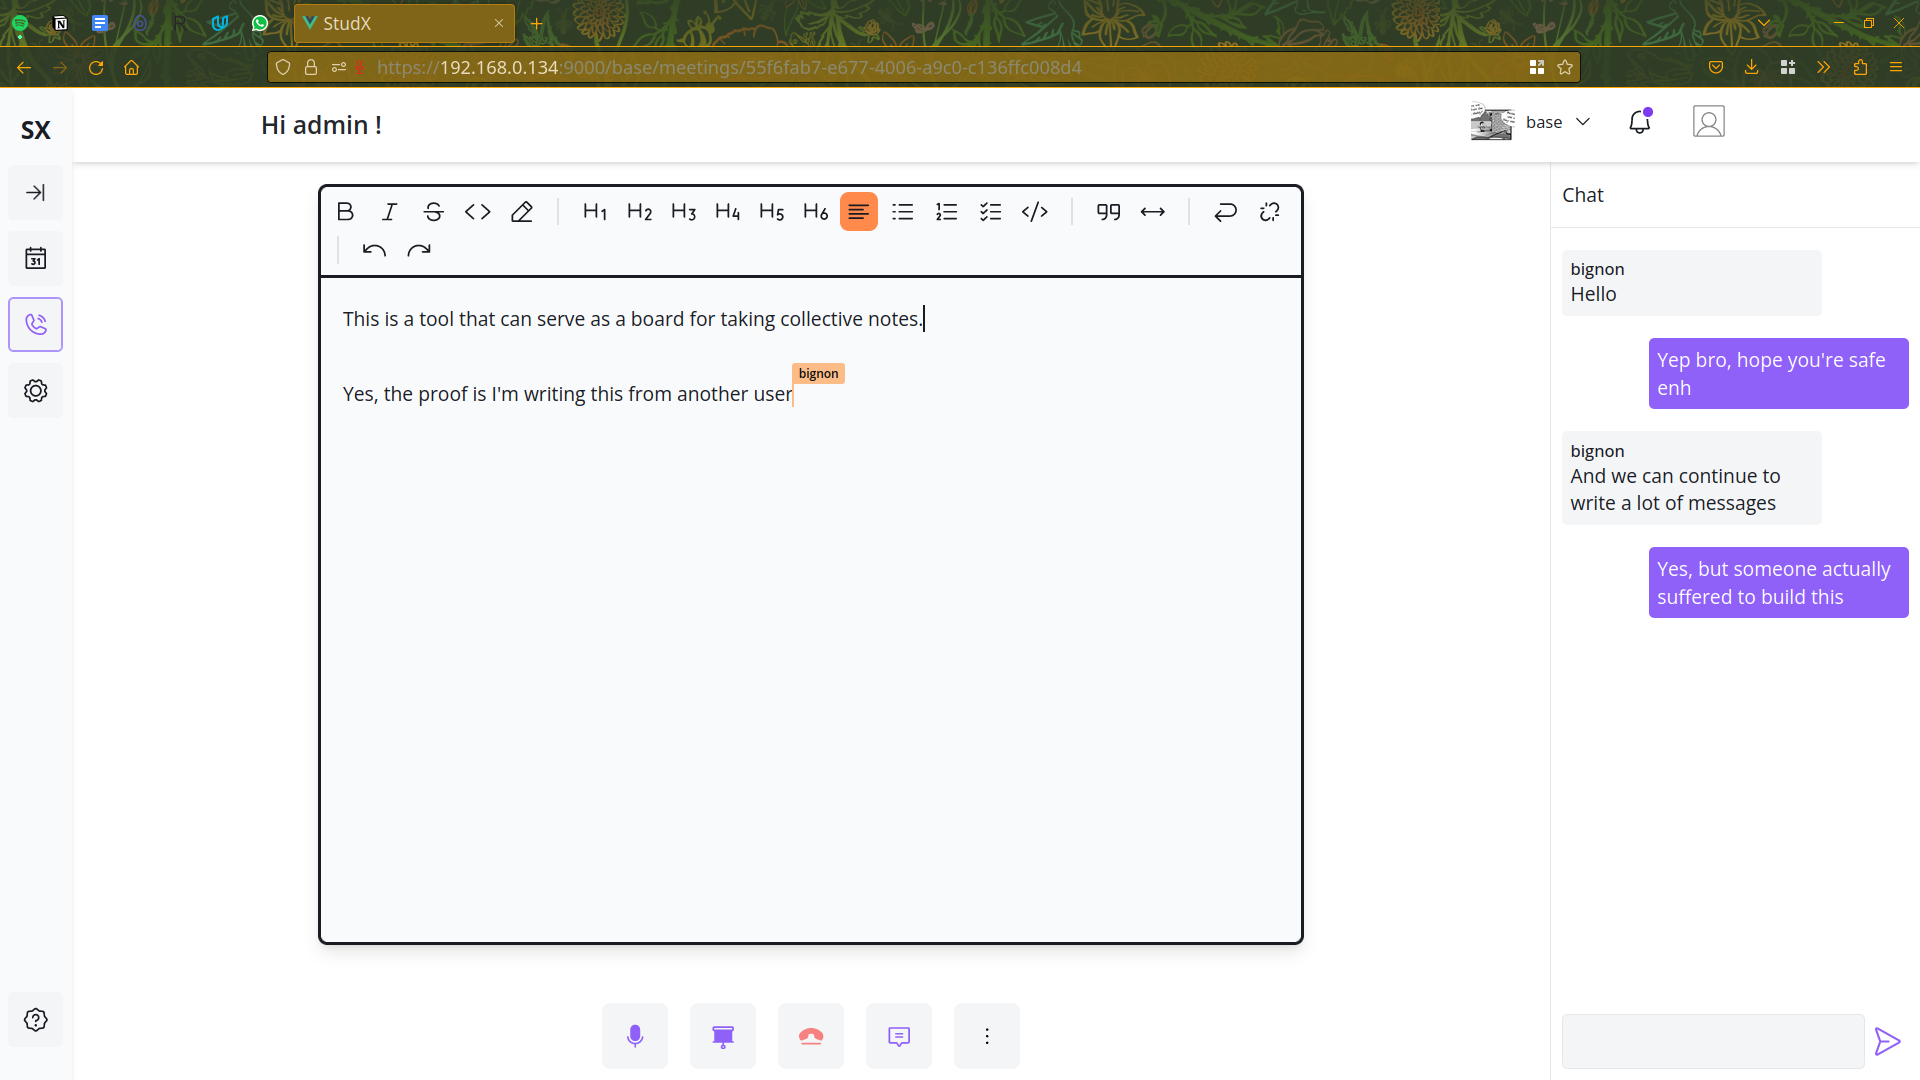 StudX
https://192.168.0.134:9000/base/meetings/55f6fab7-e677-4006-a9c0-c136ffc008d4
SX
Hi admin !
base
31
H1 H2 H3 H4 H5 H6
This is a tool that can serve as a board for taking collective notes.
bignon
Yes, the proof is I'm writing this from another user
Chat
bignon
Hello
Yep bro, hope you're safe
enh
bignon
And we can continue to
write a lot of messages
Yes, but someone actually
suffered to build this